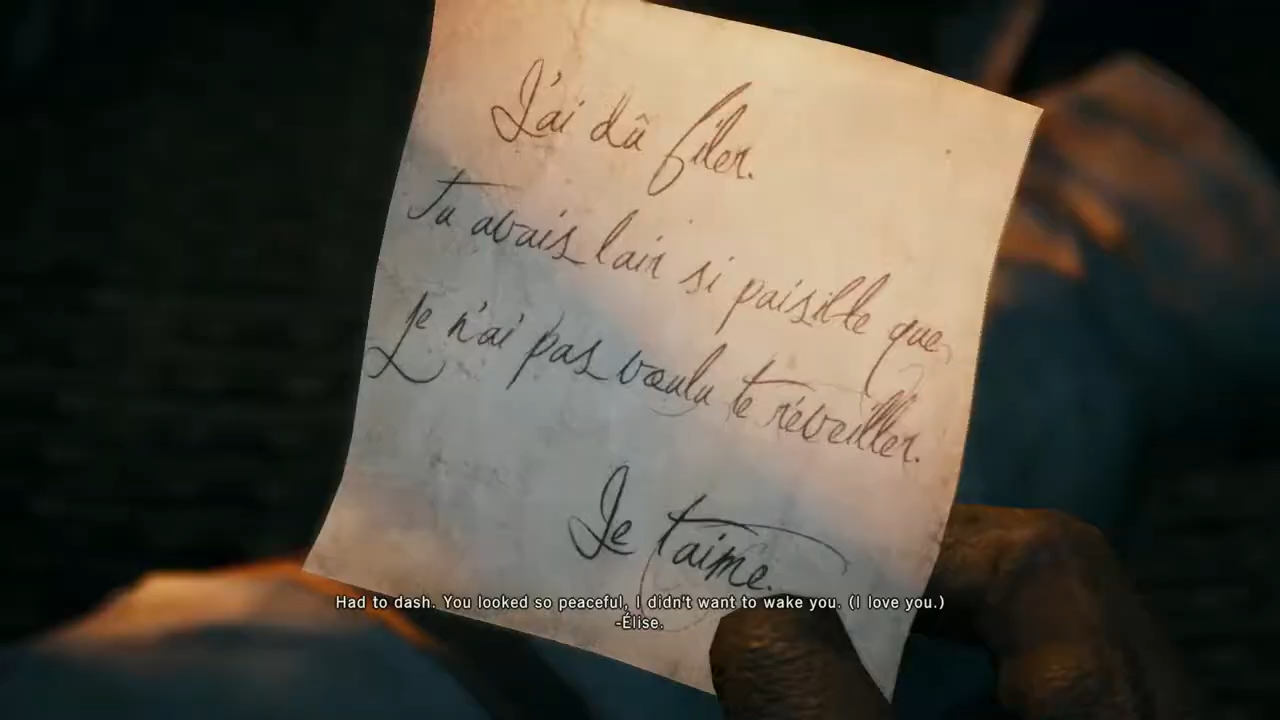 J'ai dû filer.
Tu avais l'air si paisible que
je n'ai pas voulu te réveiller.
Je t'aime.
Had to dash. You looked so peaceful, I didn't want to wake you. (I love you.)
-Élise.